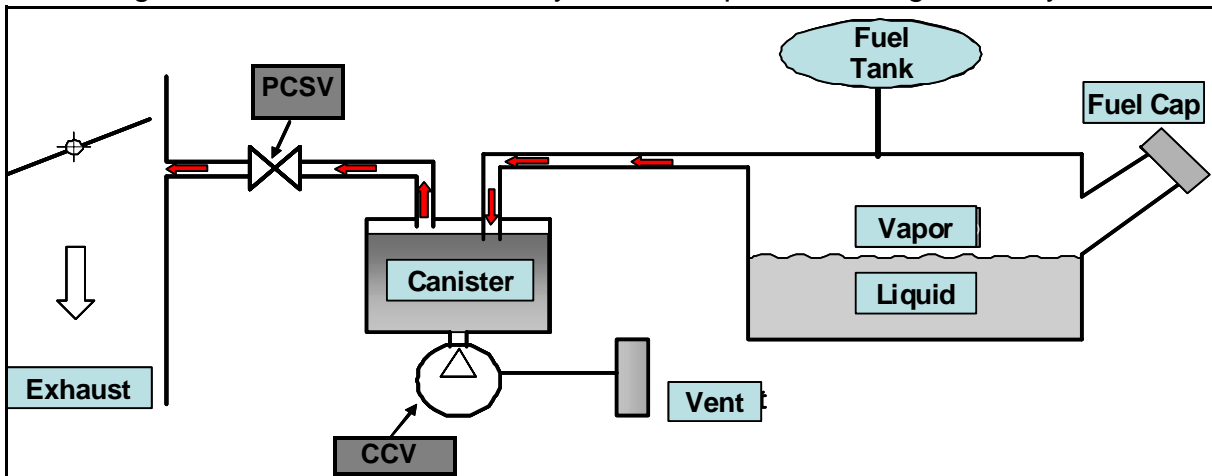 Fuel
Tank
PCSV
Fuel Cap
Vapor
Canister
Liquid
Exhaust
Vent
CCV